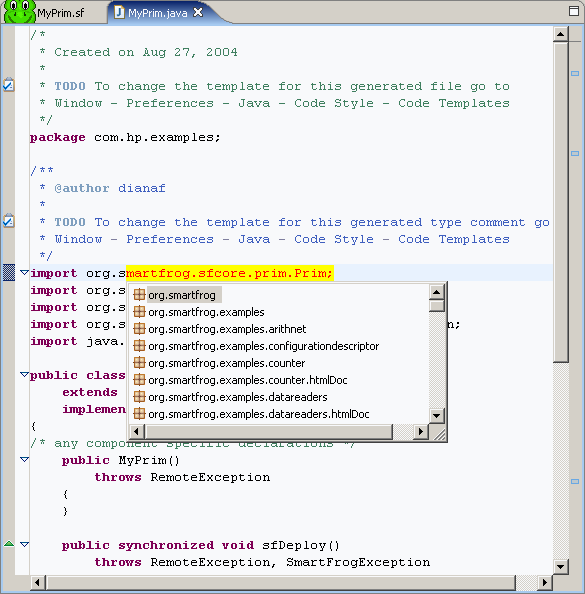 MyPrim.sf
MyPrim.java
/*
* Created on Aug 27, 2004
*
* TODO To change the template for this generated file go to
* Window - Preferences - Java - Code Style - Code Templates
*/
package com.hp.examples;
/**
* @author dianaf
*
* TODO To change the template for this generated type comment go
* Window - Preferences - Java - Code Style - Code Templates
*/
import org.smartfrog.sfcore.prim.Prim;
import org.s
import org.s
import org.s n;
import java.
org.smartfrog
org.smartfrog.examples
org.smartfrog.examples.arithnet
org.smartfrog.examples.configurationdescriptor
org.smartfrog.examples.counter
org.smartfrog.examples.counter.htmlDoc
org.smartfrog.examples.datareaders
org.smartfrog.examples.datareaders.htmlDoc
public class
extends
implemen
{
/* any component specific declarations */
public MyPrim()
throws RemoteException
{
}
public synchronized void sfDeploy()
throws RemoteException, SmartFrogException